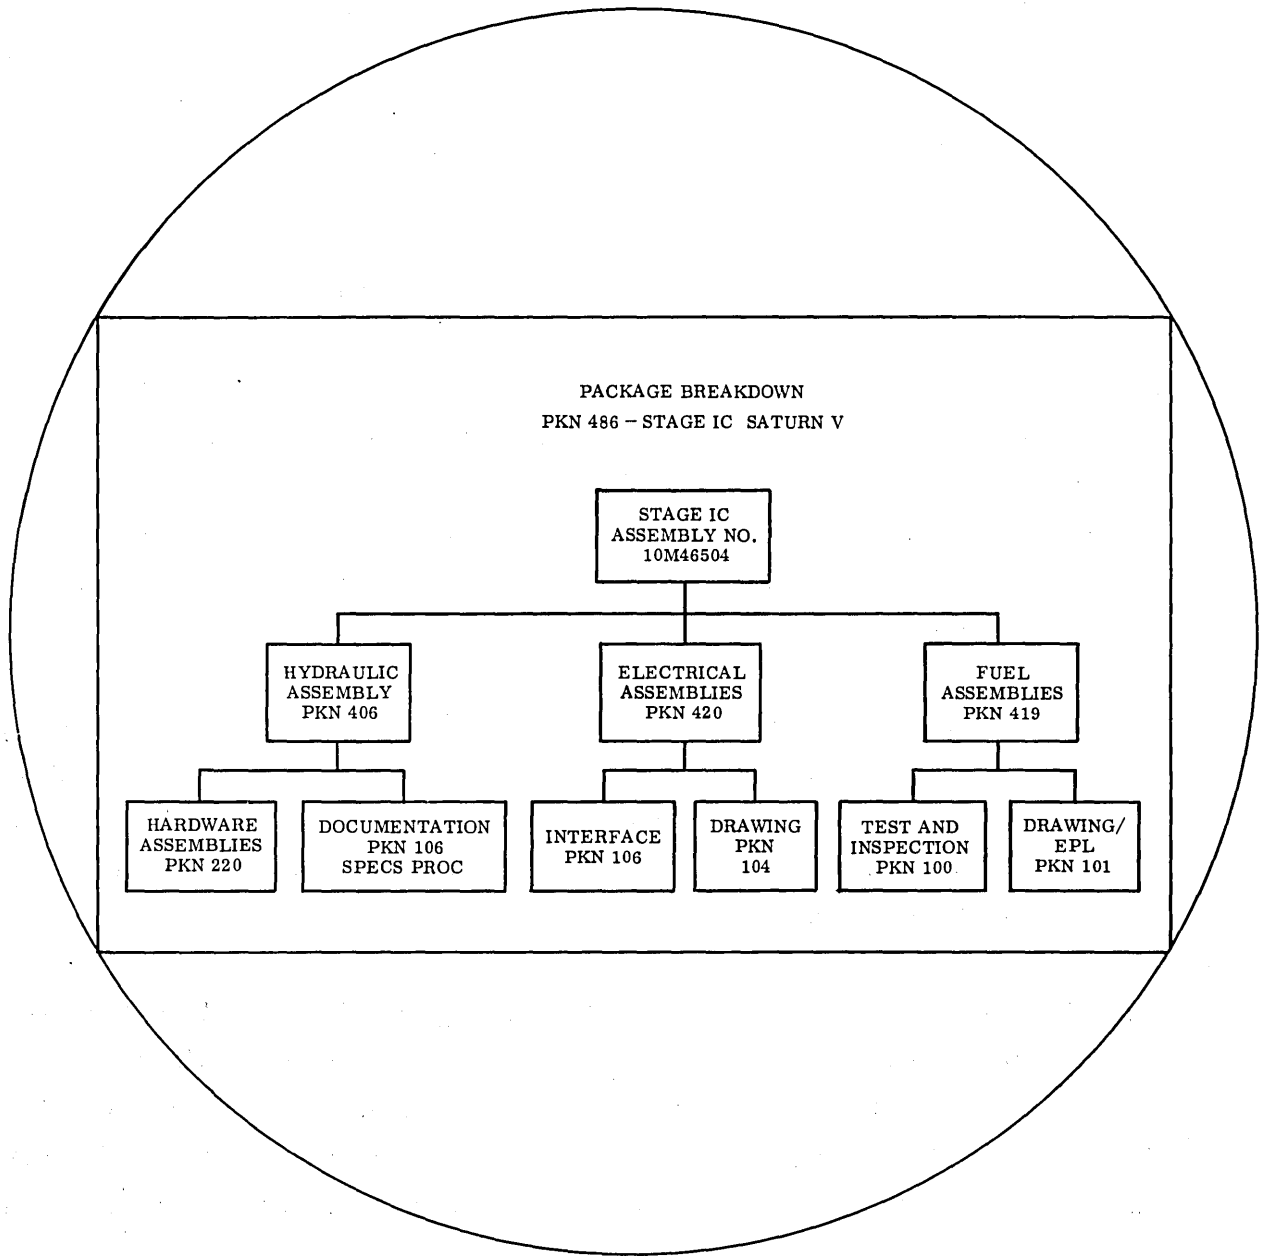 PACKAGE BREAKDOWN
PKN 486 – STAGE IC SATURN V
STAGE IC
ASSEMBLY NO.
10M46504
HYDRAULIC
ASSEMBLY
PKN 406
ELECTRICAL
ASSEMBLIES
PKN 420
FUEL
ASSEMBLIES
PKN 419
HARDWARE
ASSEMBLIES
PKN 220
DOCUMENTATION
PKN 106
SPECS PROC
INTERFACE
PKN 106
DRAWING
PKN
104
TEST AND
INSPECTION
PKN 100
DRAWING/
EPL
PKN 101